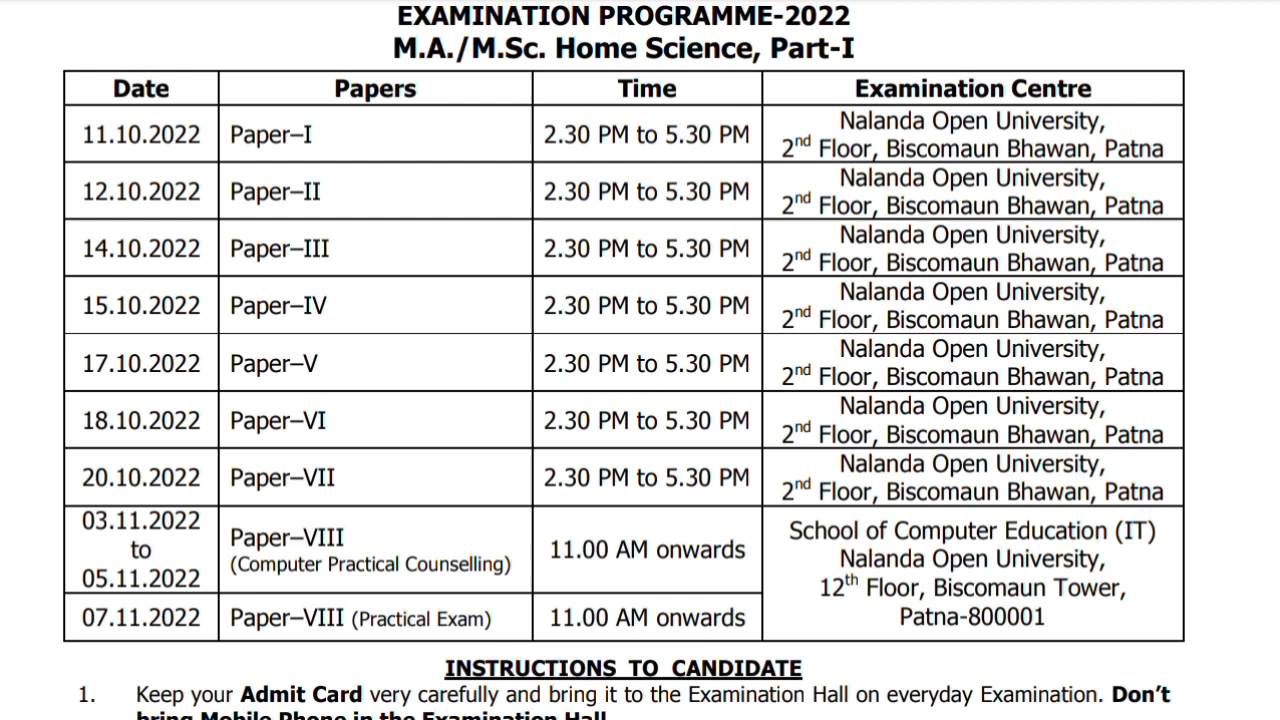 EXAMINATION PROGRAMME-2022
M.A./M.Sc. Home Science, Part-I
Date Papers Time Examination Centre
11.10.2022 Paper–I 2.30 PM to 5.30 PM Nalanda Open University,
2nd Floor, Biscomaun Bhawan, Patna
12.10.2022 Paper–II 2.30 PM to 5.30 PM Nalanda Open University,
2nd Floor, Biscomaun Bhawan, Patna
14.10.2022 Paper–III 2.30 PM to 5.30 PM Nalanda Open University,
2nd Floor, Biscomaun Bhawan, Patna
15.10.2022 Paper–IV 2.30 PM to 5.30 PM Nalanda Open University,
2nd Floor, Biscomaun Bhawan, Patna
17.10.2022 Paper–V 2.30 PM to 5.30 PM Nalanda Open University,
2nd Floor, Biscomaun Bhawan, Patna
18.10.2022 Paper–VI 2.30 PM to 5.30 PM Nalanda Open University,
2nd Floor, Biscomaun Bhawan, Patna
20.10.2022 Paper–VII 2.30 PM to 5.30 PM Nalanda Open University,
2nd Floor, Biscomaun Bhawan, Patna
03.11.2022
to
05.11.2022
Paper–VIII
(Computer Practical Counselling)
11.00 AM onwards
School of Computer Education (IT)
Nalanda Open University,
12th Floor, Biscomaun Tower,
Patna-800001
07.11.2022 Paper–VIII (Practical Exam) 11.00 AM onwards
INSTRUCTIONS TO CANDIDATE
1. Keep your Admit Card very carefully and bring it to the Examination Hall on everyday Examination. Don't
bring Mobile Phone in the Examination Hall